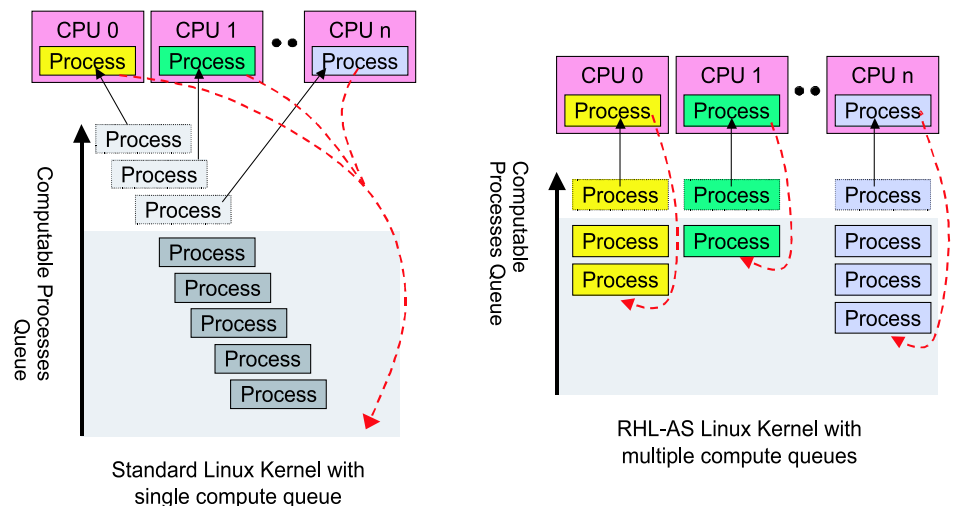 CPU 0
CPU 1
CPU n
Process
Process
Process
Process
Process
Process
Process
Process
Process
Process
Process
Computable Processes
Queue
Standard Linux Kernel with
single compute queue
CPU 0
CPU 1
CPU n
Process
Process
Process
Process
Process
Process
Process
Process
Process
Process
Process
Process
Computable
Processes Queue
RHL-AS Linux Kernel with
multiple compute queues